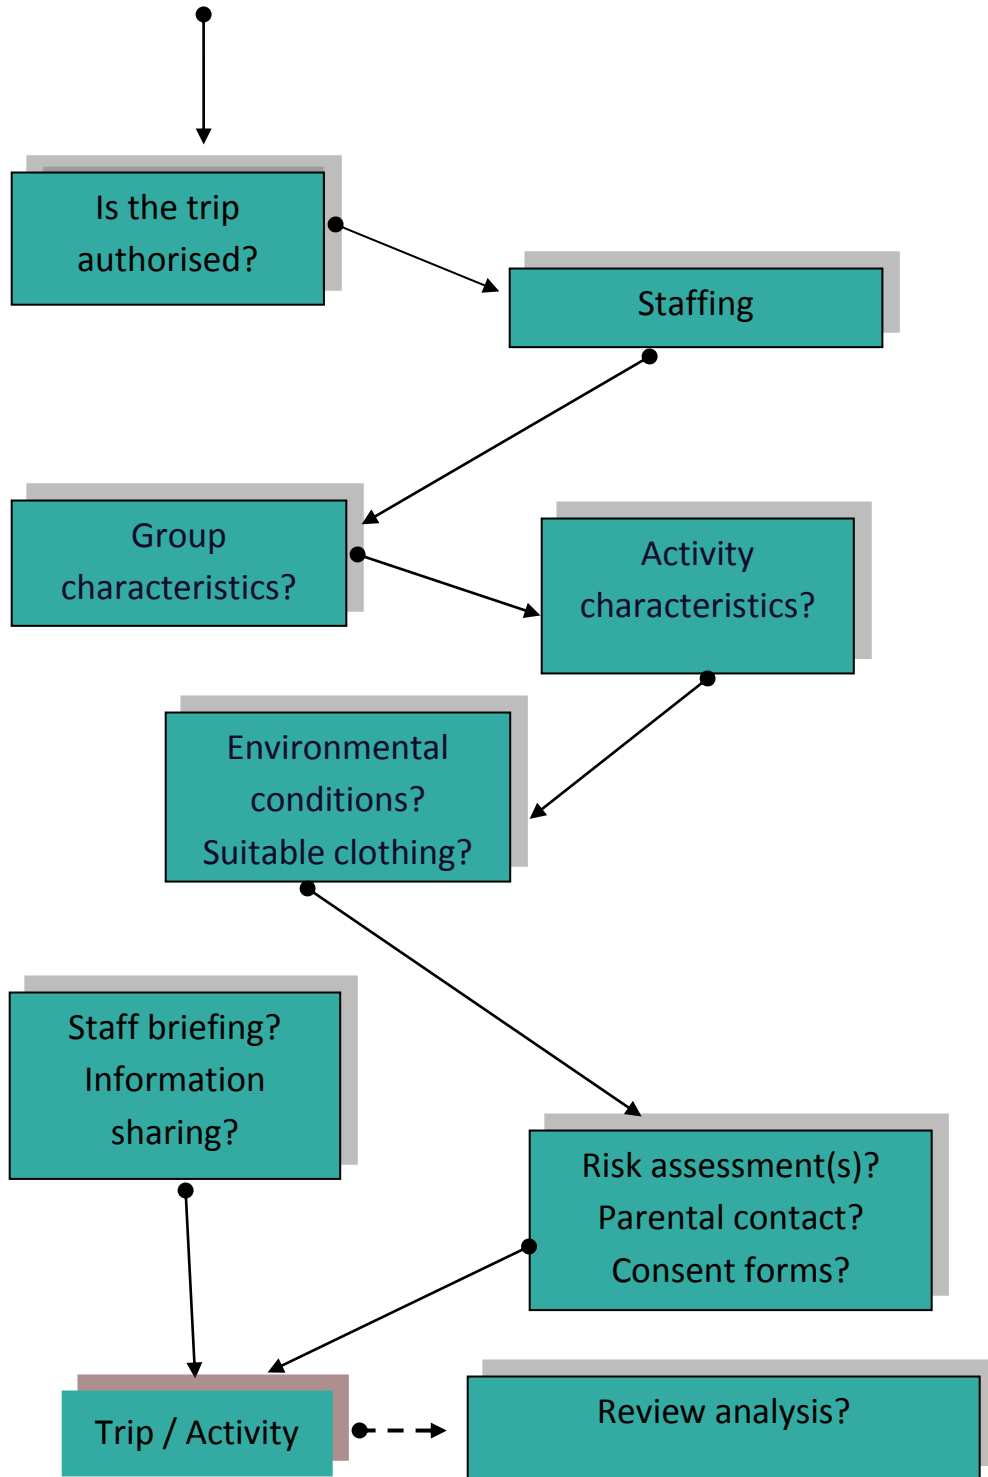 Is the trip
authorised?
Staffing
Group
characteristics?
Activity
characteristics?
Environmental
conditions?
Suitable clothing?
Staff briefing?
Information
sharing?
Risk assessment(s)?
Parental contact?
Consent forms?
Trip / Activity
Review analysis?